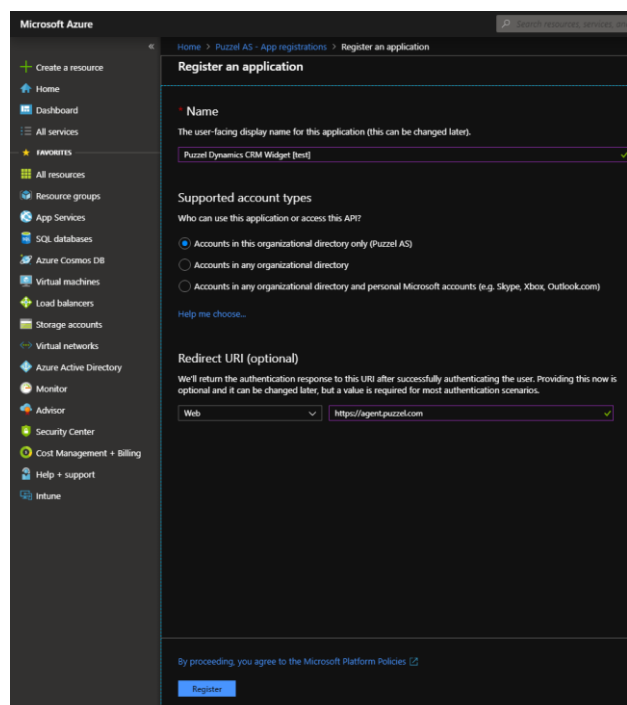 Microsoft Azure
Search resources, services, and
«
Home > Puzzel AS - App registrations > Register an application
Create a resource
Home
Dashboard
All services
FAVORITES
All resources
Resource groups
App Services
SQL databases
Azure Cosmos DB
Virtual machines
Load balancers
Storage accounts
Virtual networks
Azure Active Directory
Monitor
Advisor
Security Center
Cost Management + Billing
Help + support
Intune
Register an application
* Name
The user-facing display name for this application (this can be changed later).
Puzzel Dynamics CRM Widget [test]
Supported account types
Who can use this application or access this API?
Accounts in this organizational directory only (Puzzel AS)
Accounts in any organizational directory
Accounts in any organizational directory and personal Microsoft accounts (e.g. Skype, Xbox, Outlook.com)
Help me choose...
Redirect URI (optional)
We'll return the authentication response to this URI after successfully authenticating the user. Providing this now is
optional and it can be changed later, but a value is required for most authentication scenarios.
Web
https://agent.puzzel.com
By proceeding, you agree to the Microsoft Platform Policies
Register